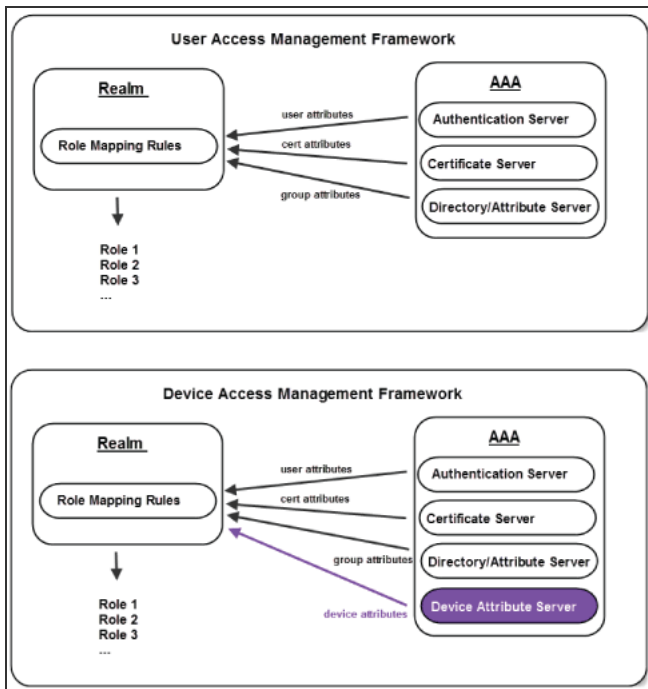 User Access Management Framework
Realm
AAA
user attributes
Authentication Server
Role Mapping Rules
cert attributes
Certificate Server
group attributes
Directory/Attribute Server
Role 1
Role 2
Role 3
...
Device Access Management Framework
Realm
AAA
user attributes
Authentication Server
Role Mapping Rules
cert attributes
Certificate Server
group attributes
Directory/Attribute Server
Role 1
Role 2
Role 3
...
device attributes
Device Attribute Server